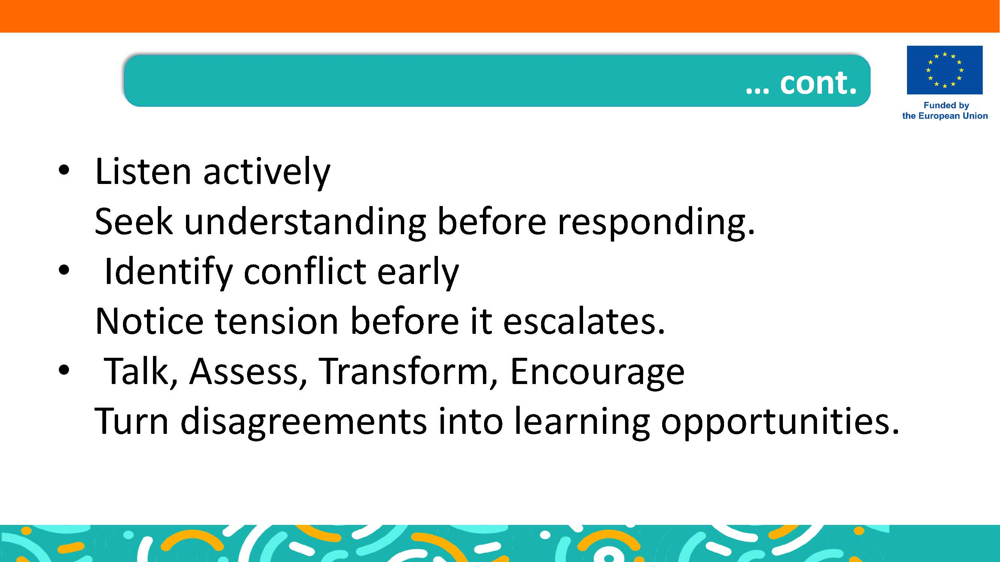 ... cont.
Funded by
the European Union
• Listen actively
Seek understanding before responding.
• Identify conflict early
Notice tension before it escalates.
• Talk, Assess, Transform, Encourage
Turn disagreements into learning opportunities.